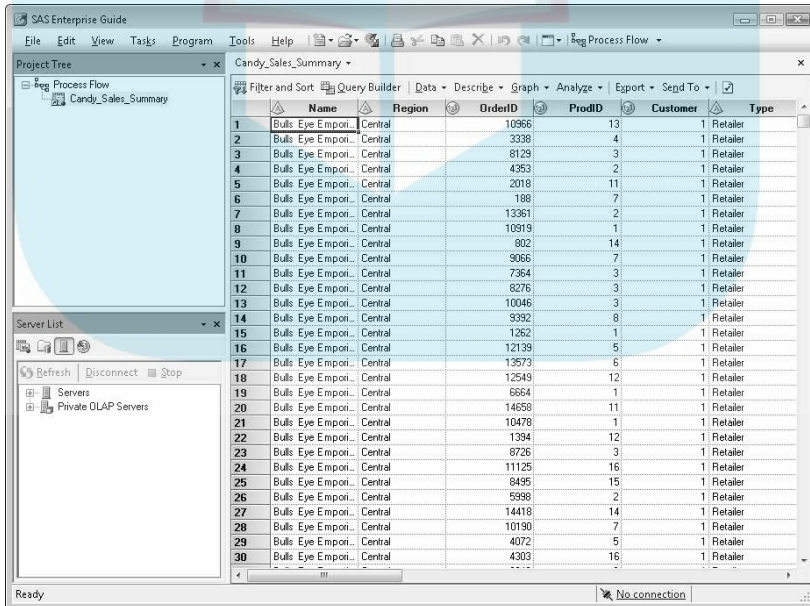 SAS Enterprise Guide
File Edit View Tasks Program Tools Help Process Flow
Project Tree
Process Flow
Candy_Sales_Summary
Server List
Refresh Disconnect Stop
Servers
Private OLAP Servers
Candy_Sales_Summary
Filter and Sort Query Builder Data Describe Graph Analyze Export Send To
Name Region OrderID ProdID Customer Type
1 Bulls Eye Empori... Central 10966 13 1 Retailer
2 Bulls Eye Empori... Central 3338 4 1 Retailer
3 Bulls Eye Empori... Central 8129 3 1 Retailer
4 Bulls Eye Empori... Central 4353 2 1 Retailer
5 Bulls Eye Empori... Central 2018 11 1 Retailer
6 Bulls Eye Empori... Central 188 7 1 Retailer
7 Bulls Eye Empori... Central 13361 2 1 Retailer
8 Bulls Eye Empori... Central 10919 1 1 Retailer
9 Bulls Eye Empori... Central 802 14 1 Retailer
10 Bulls Eye Empori... Central 9066 7 1 Retailer
11 Bulls Eye Empori... Central 7364 3 1 Retailer
12 Bulls Eye Empori... Central 8276 3 1 Retailer
13 Bulls Eye Empori... Central 10046 3 1 Retailer
14 Bulls Eye Empori... Central 9392 8 1 Retailer
15 Bulls Eye Empori... Central 1262 1 1 Retailer
16 Bulls Eye Empori... Central 12139 5 1 Retailer
17 Bulls Eye Empori... Central 13573 6 1 Retailer
18 Bulls Eye Empori... Central 12549 12 1 Retailer
19 Bulls Eye Empori... Central 6664 1 1 Retailer
20 Bulls Eye Empori... Central 14658 11 1 Retailer
21 Bulls Eye Empori... Central 10478 1 1 Retailer
22 Bulls Eye Empori... Central 1394 12 1 Retailer
23 Bulls Eye Empori... Central 8726 3 1 Retailer
24 Bulls Eye Empori... Central 11125 16 1 Retailer
25 Bulls Eye Empori... Central 8495 15 1 Retailer
26 Bulls Eye Empori... Central 5998 2 1 Retailer
27 Bulls Eye Empori... Central 14418 14 1 Retailer
28 Bulls Eye Empori... Central 10190 7 1 Retailer
29 Bulls Eye Empori... Central 4072 5 1 Retailer
30 Bulls Eye Empori... Central 4303 16 1 Retailer
Ready No connection